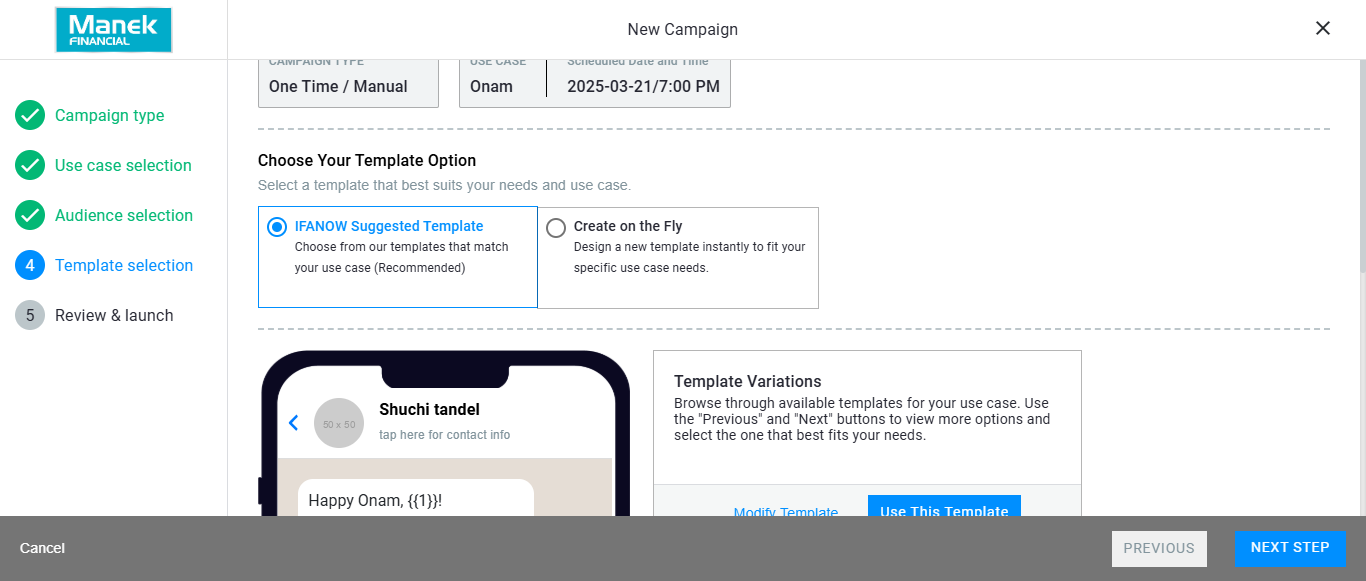 Manek
FINANCIAL
New Campaign
CAMPAIGN TYPE
One Time / Manual
USE CASE
Onam
Scheduled Date and Time
2025-03-21/7:00 PM
Campaign type
Use case selection
Audience selection
4 Template selection
5 Review & launch
Choose Your Template Option
Select a template that best suits your needs and use case.
IFANOW Suggested Template
Choose from our templates that match
your use case (Recommended)
Create on the Fly
Design a new template instantly to fit your
specific use case needs.
50 x 50
Shuchi tandel
tap here for contact info
Happy Onam, {{1}}!
Template Variations
Browse through available templates for your use case. Use
the "Previous" and "Next" buttons to view more options and
select the one that best fits your needs.
Modify Template
Use This Template
Cancel
PREVIOUS
NEXT STEP